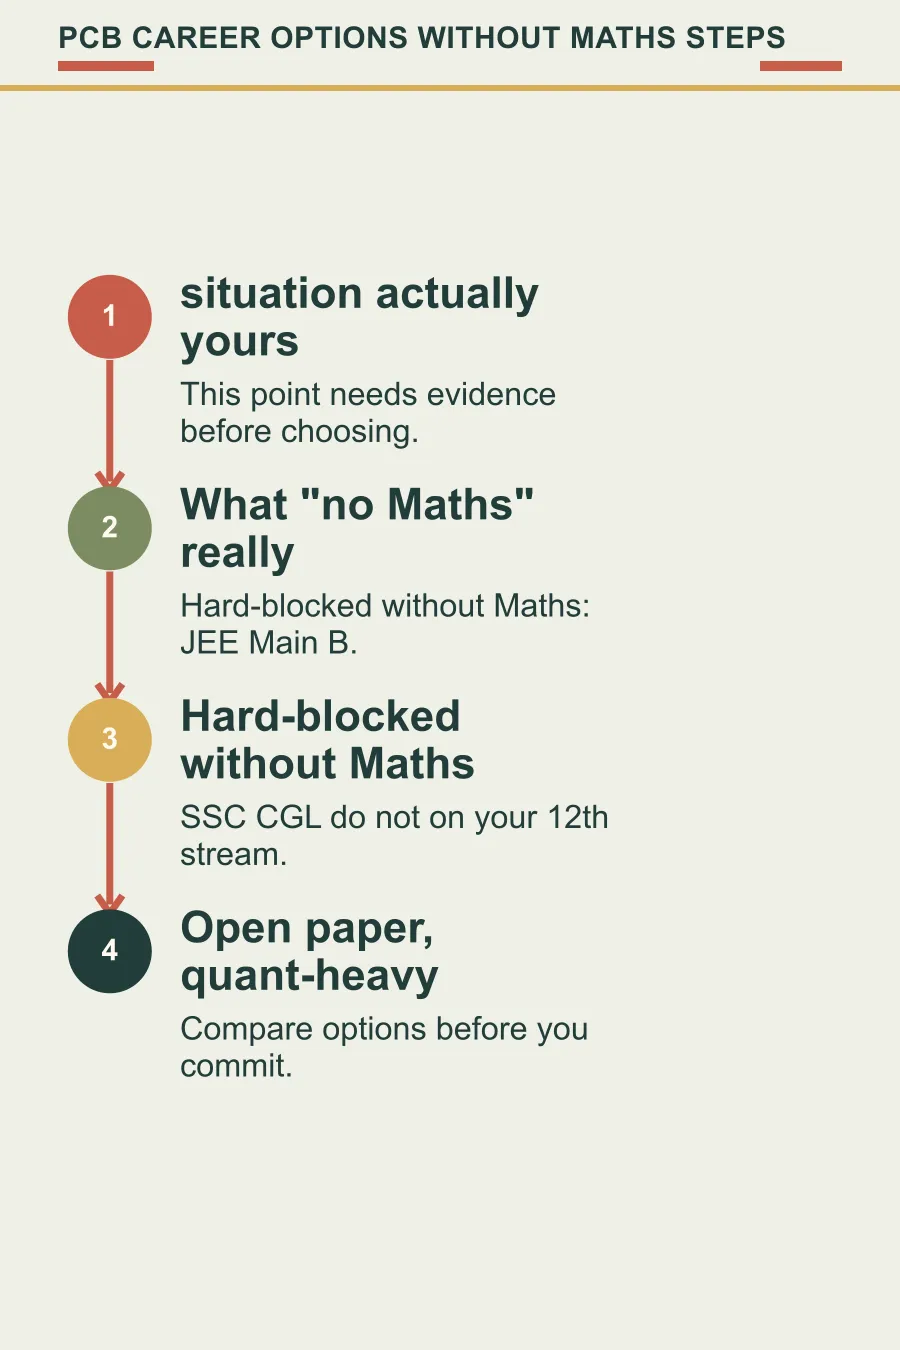 PCB CAREER OPTIONS WITHOUT MATHS STEPS
1
situation actually
yours
This point needs evidence
before choosing.
2
What "no Maths"
really
Hard-blocked without Maths:
JEE Main B.
3
Hard-blocked
without Maths
SSC CGL do not on your 12th
stream.
4
Open paper,
quant-heavy
Compare options before you
commit.